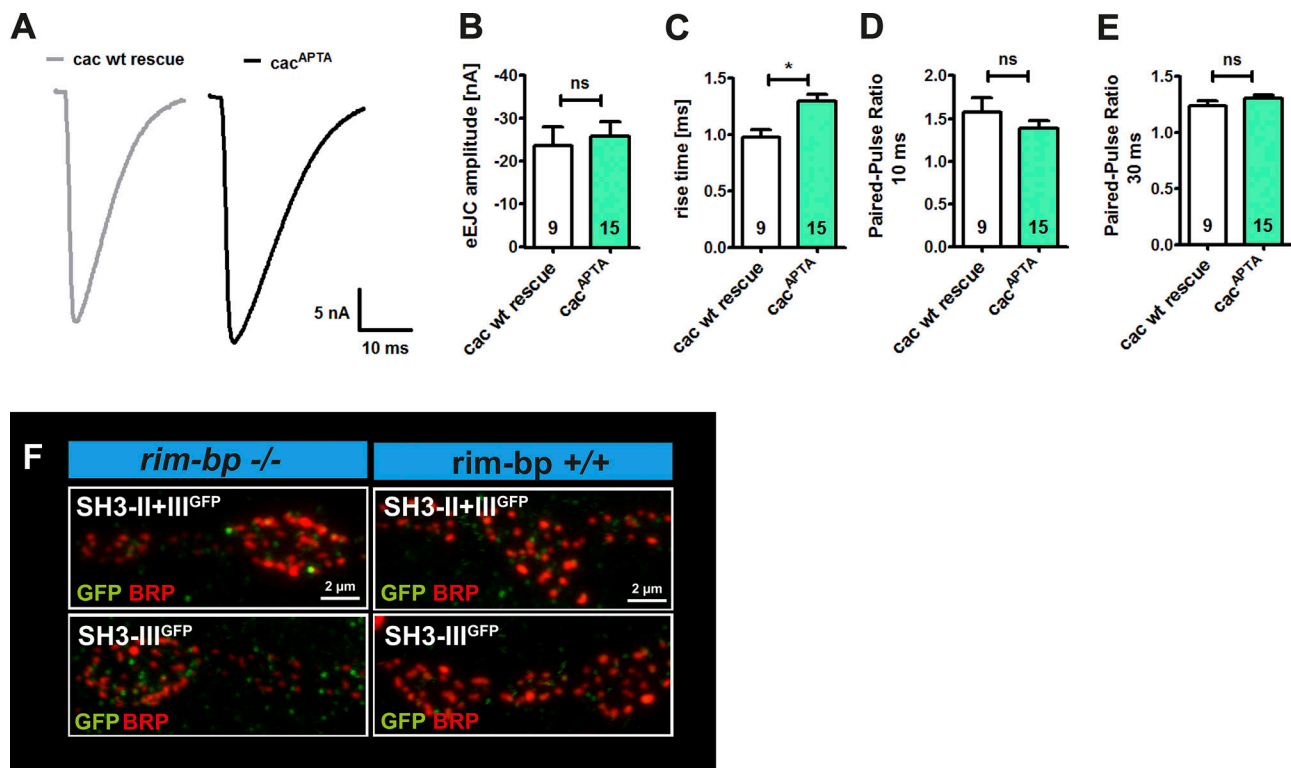 A
cac wt rescue
cac^APTA
5 nA
10 ms
B
eEJC amplitude [nA]
-40
-30
-20
-10
0
ns
9
15
cac wt rescue
cac^APTA
C
rise time [ms]
1.5
1.0
0.5
0.0
*
9
15
cac wt rescue
cac^APTA
D
Paired-Pulse Ratio
10 ms
2.0
1.5
1.0
0.5
0.0
ns
9
15
cac wt rescue
cac^APTA
E
Paired-Pulse Ratio
30 ms
1.5
1.0
0.5
0.0
ns
9
15
cac wt rescue
cac^APTA
F
rim-bp -/-
rim-bp +/+
SH3-II+III^GFP
GFP BRP
2 µm
SH3-II+III^GFP
GFP BRP
2 µm
SH3-III^GFP
GFP BRP
SH3-III^GFP
GFP BRP